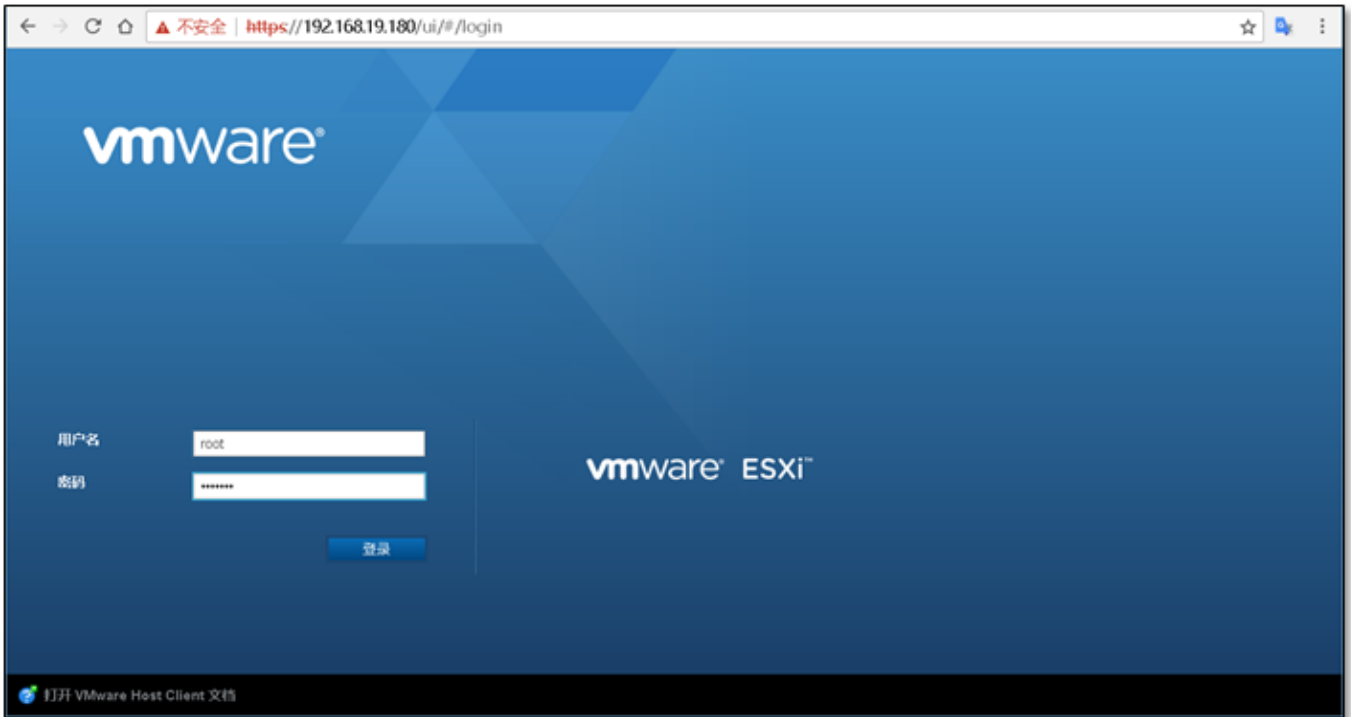 不安全 | https://192.168.19.180/ui/#/login
vmware®
用户名 root
密码 •••••••
vmware® ESXi™
登录
打开 VMware Host Client 文档